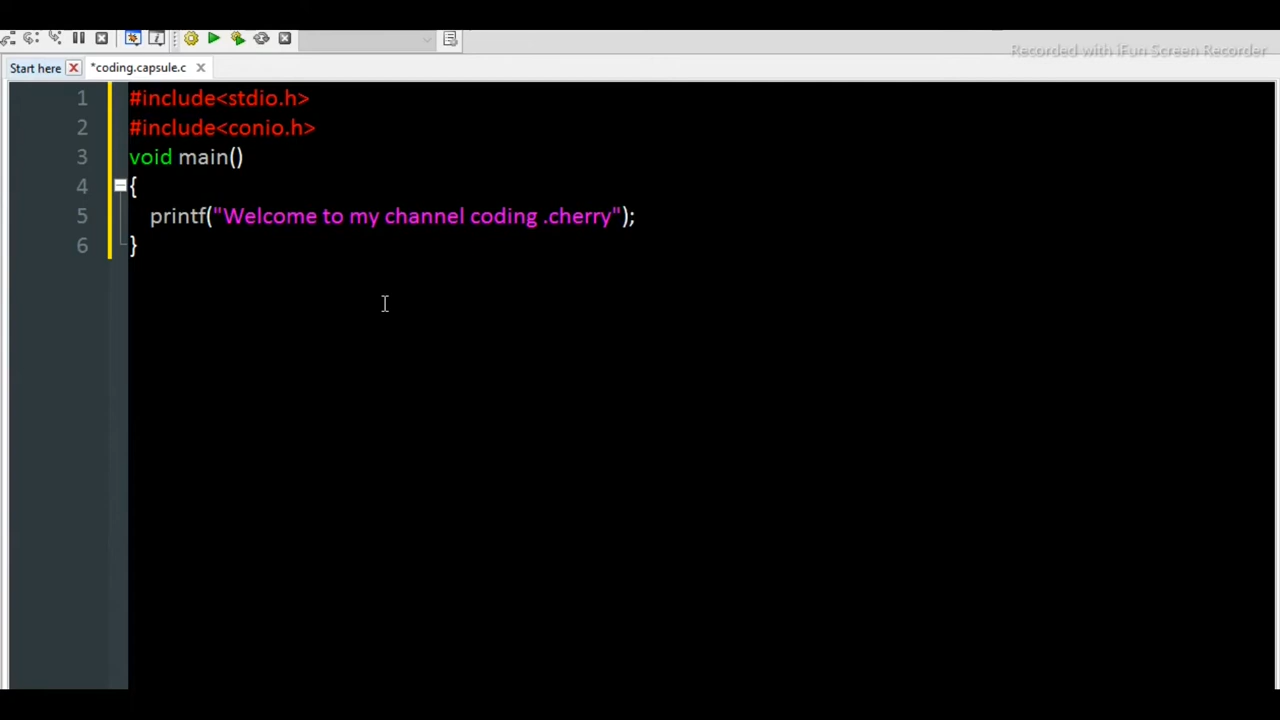 Recorded with iFun Screen Recorder
Start here
*coding.capsule.c
1 #include<stdio.h>
2 #include<conio.h>
3 void main()
4 {
5 printf("Welcome to my channel coding .cherry");
6 }